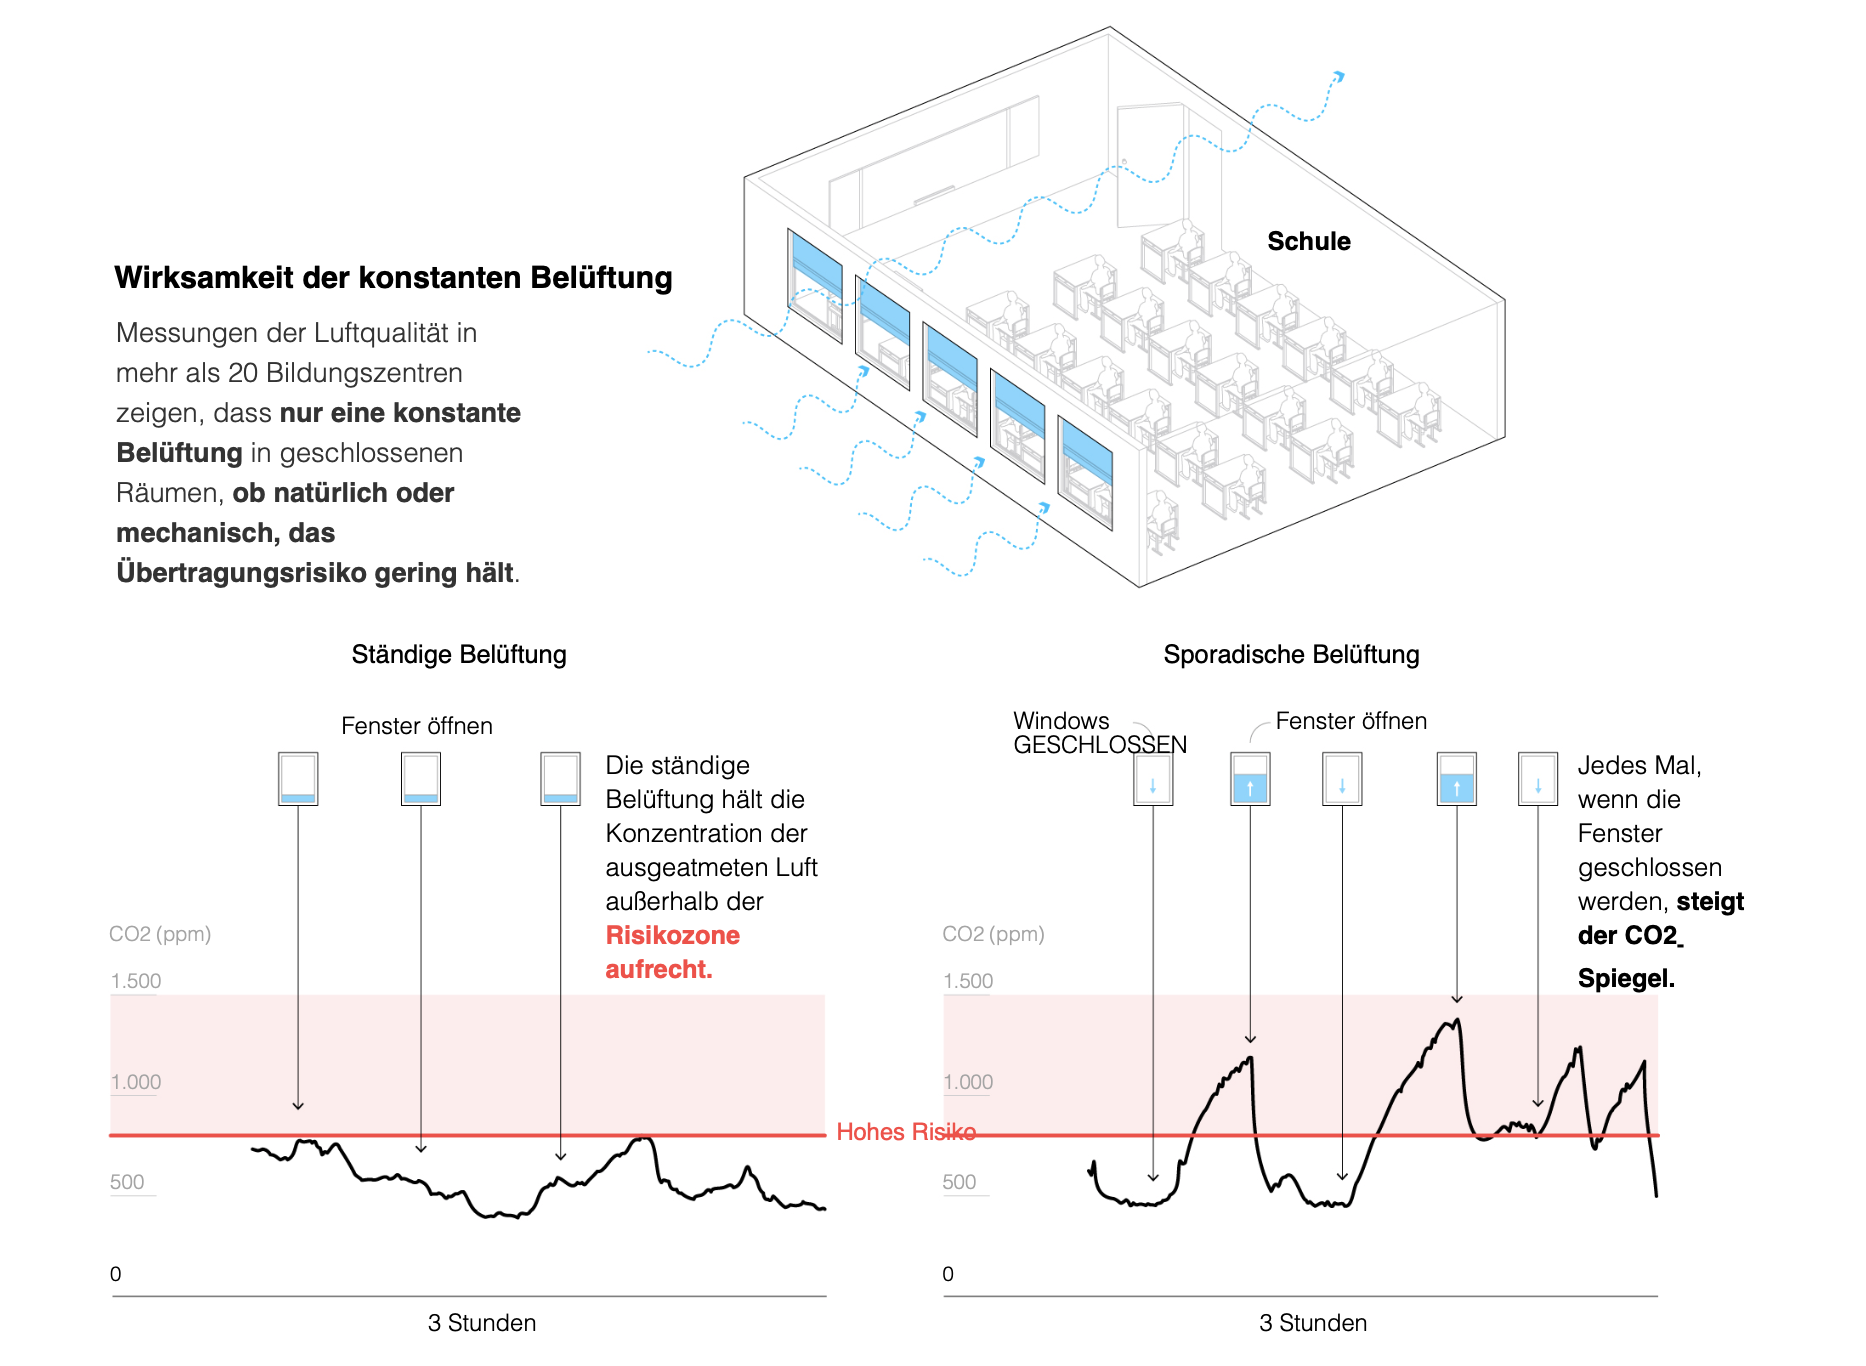 Schule
Wirksamkeit der konstanten Belüftung
Messungen der Luftqualität in
mehr als 20 Bildungszentren
zeigen, dass nur eine konstante
Belüftung in geschlossenen
Räumen, ob natürlich oder
mechanisch, das
Übertragungsrisiko gering hält.
Ständige Belüftung
Fenster öffnen
Die ständige
Belüftung hält die
Konzentration der
ausgeatmeten Luft
außerhalb der
Risikozone
aufrecht.
CO2 (ppm)
1.500
1.000
Hohes Risiko
500
0
3 Stunden
Sporadische Belüftung
Windows
GESCHLOSSEN
Fenster öffnen
Jedes Mal,
wenn die
Fenster
geschlossen
werden, steigt
der CO2-
Spiegel.
CO2 (ppm)
1.500
1.000
500
0
3 Stunden